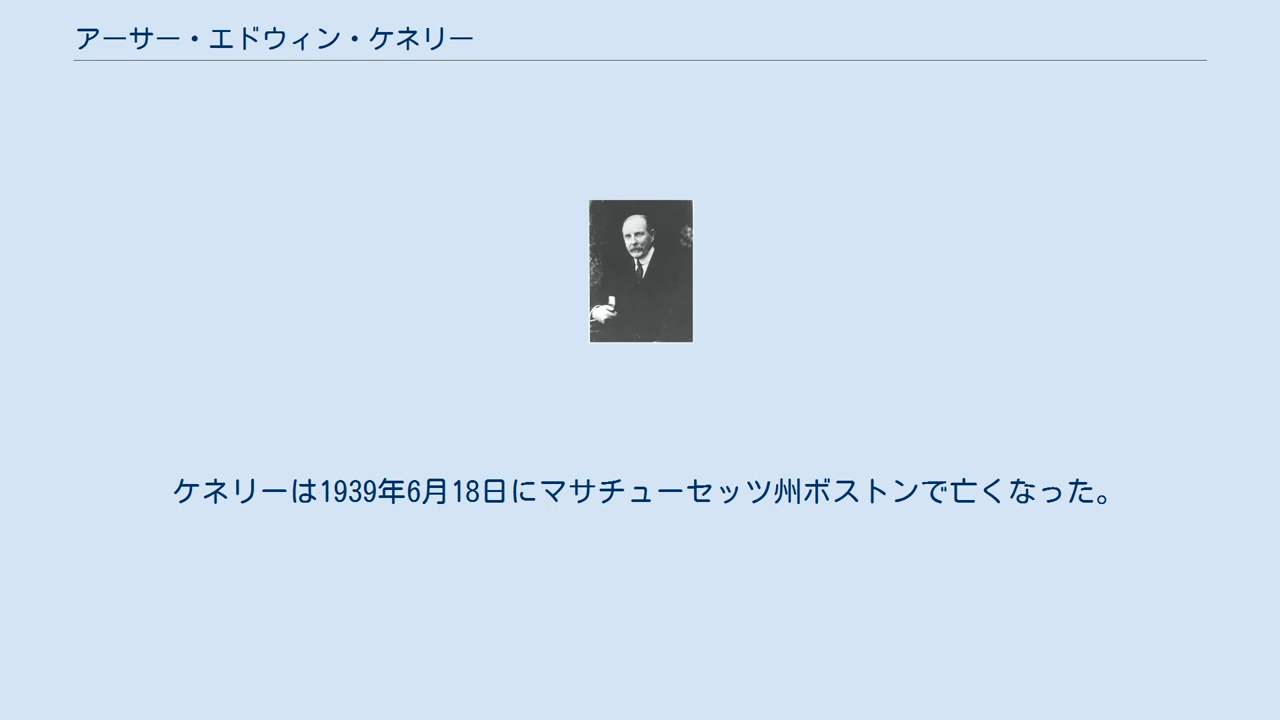 アーサー・エドウィン・ケネリー
ケネリーは1939年6月18日にマサチューセッツ州ボストンで亡くなった。